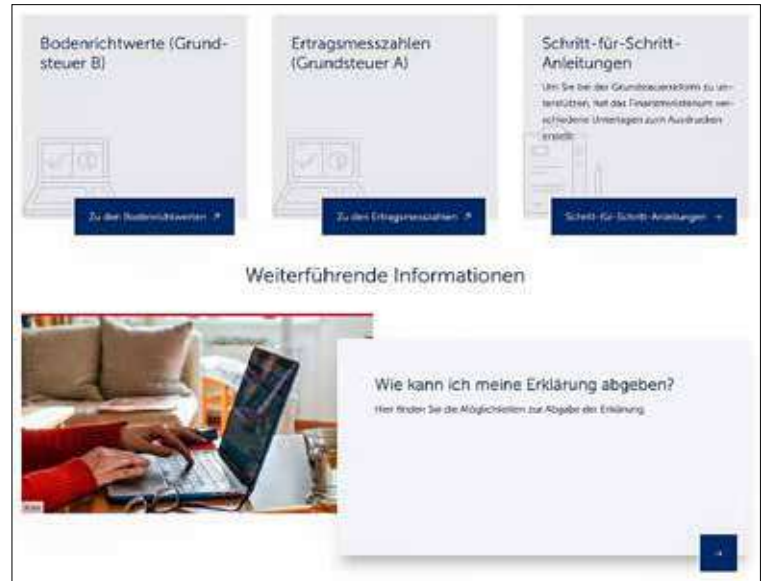 Bodenrichtwerte (Grund-
steuer B)
Zu den Bodenrichtwerten ↗
Ertragsmesszahlen
(Grundsteuer A)
Zu den Ertragsmesszahlen ↗
Schritt-für-Schritt-
Anleitungen
Um Sie bei der Grundsteuerreform zu un-
terstützen, hat das Finanzministerium ver-
schiedene Unterlagen zum Ausdrucken
erstellt.
Schritt-für-Schritt-Anleitungen →
Weiterführende Informationen
Wie kann ich meine Erklärung abgeben?
Hier finden Sie die Möglichkeiten zur Abgabe der Erklärung.
→